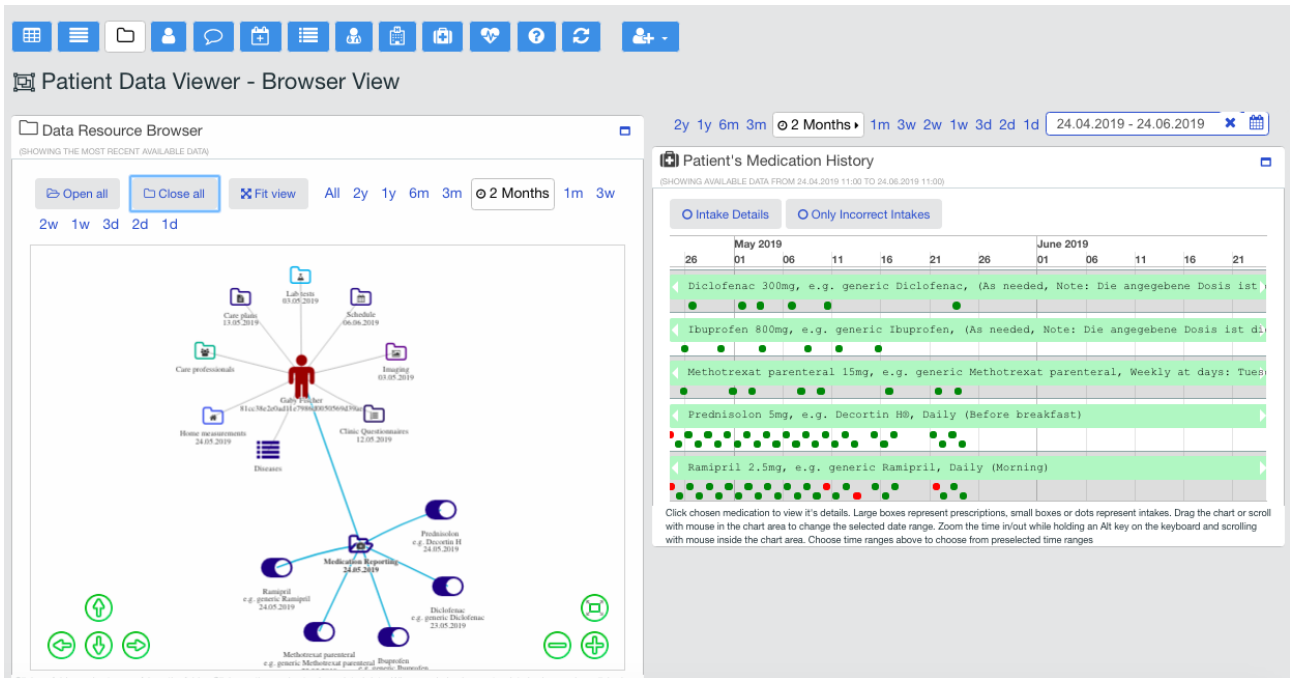 Patient Data Viewer - Browser View
Data Resource Browser
(SHOWING THE MOST RECENT AVAILABLE DATA)
Open all
Close all
Fit view
All 2y 1y 6m 3m 2 Months 1m 3w
2w 1w 3d 2d 1d
Lab tests
03.05.2019
Care plans
13.05.2019
Schedule
06.06.2019
Care professionals
Imaging
03.05.2019
Gaby Fischer
Home measurements
24.05.2019
Clinic Questionnaires
12.05.2019
Diseases
Prednisolon
e.g. Decortin H
24.05.2019
Medication Reporting
24.05.2019
Ramipril
e.g. generic Ramipril
24.05.2019
Diclofenac
e.g. generic Diclofenac
23.05.2019
Methotrexat parenteral
e.g. generic Methotrexat parenteral
Ibuprofen
e.g. generic Ibuprofen
2y 1y 6m 3m 2 Months 1m 3w 2w 1w 3d 2d 1d 24.04.2019 - 24.06.2019
Patient's Medication History
(SHOWING AVAILABLE DATA FROM 24.04.2019 11:00 TO 24.06.2019 11:00)
Intake Details
Only Incorrect Intakes
May 2019 June 2019
26 01 06 11 16 21 26 01 06 11 16 21
Diclofenac 300mg, e.g. generic Diclofenac, (As needed, Note: Die angegebene Dosis ist
Ibuprofen 800mg, e.g. generic Ibuprofen, (As needed, Note: Die angegebene Dosis ist di
Methotrexat parenteral 15mg, e.g. generic Methotrexat parenteral, Weekly at days: Tues
Prednisolon 5mg, e.g. Decortin H®, Daily (Before breakfast)
Ramipril 2.5mg, e.g. generic Ramipril, Daily (Morning)
Click chosen medication to view it's details. Large boxes represent prescriptions, small boxes or dots represent intakes. Drag the chart or scroll
with mouse in the chart area to change the selected date range. Zoom the time in/out while holding an Alt key on the keyboard and scrolling
with mouse inside the chart area. Choose time ranges above to choose from preselected time ranges